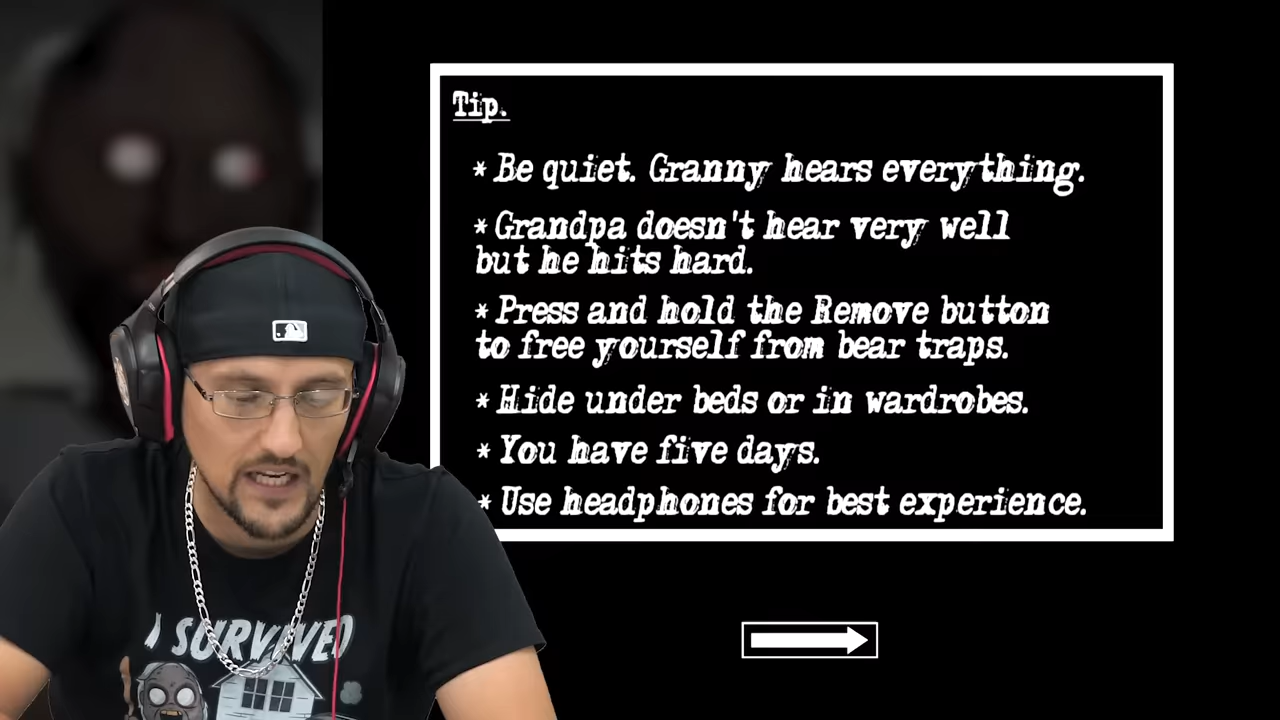 Tip.
* Be quiet. Granny hears everything.
* Grandpa doesn't hear very well
but he hits hard.
* Press and hold the Remove button
to free yourself from bear traps.
* Hide under beds or in wardrobes.
* You have five days.
* Use headphones for best experience.
I SURVIVED